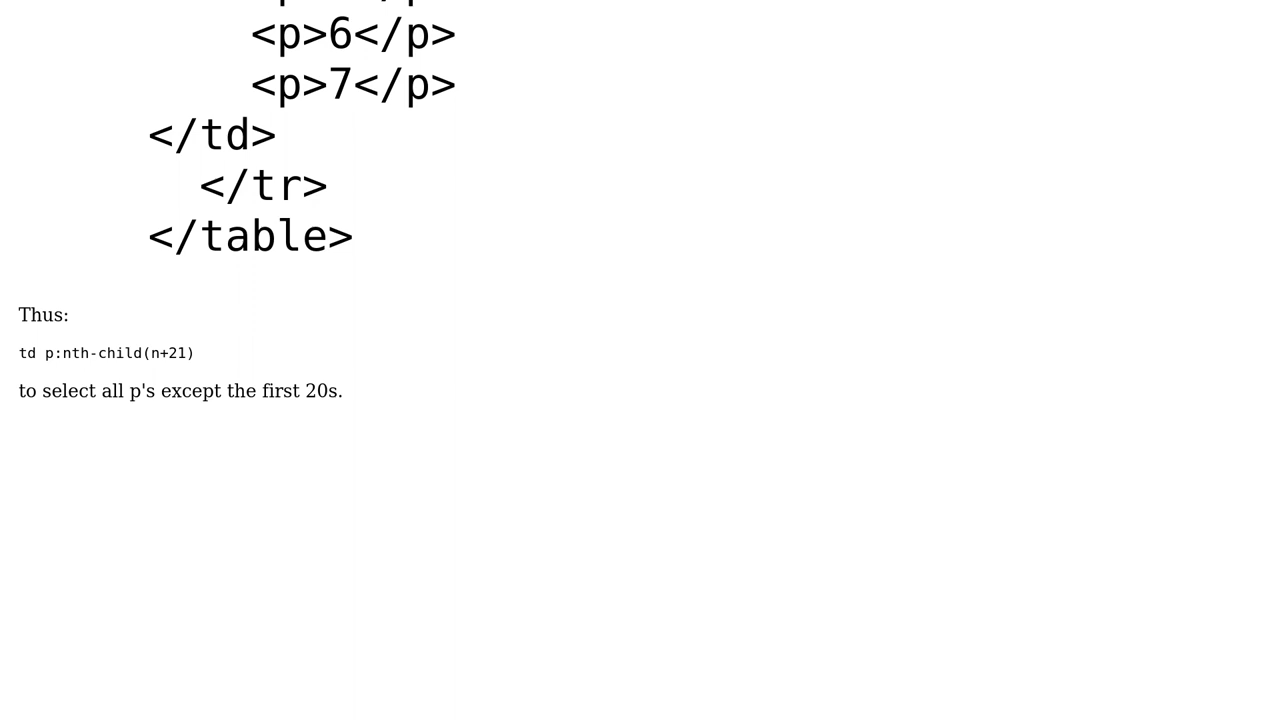 <p>6</p>
<p>7</p>
</td>
</tr>
</table>
Thus:
td p:nth-child(n+21)
to select all p's except the first 20s.